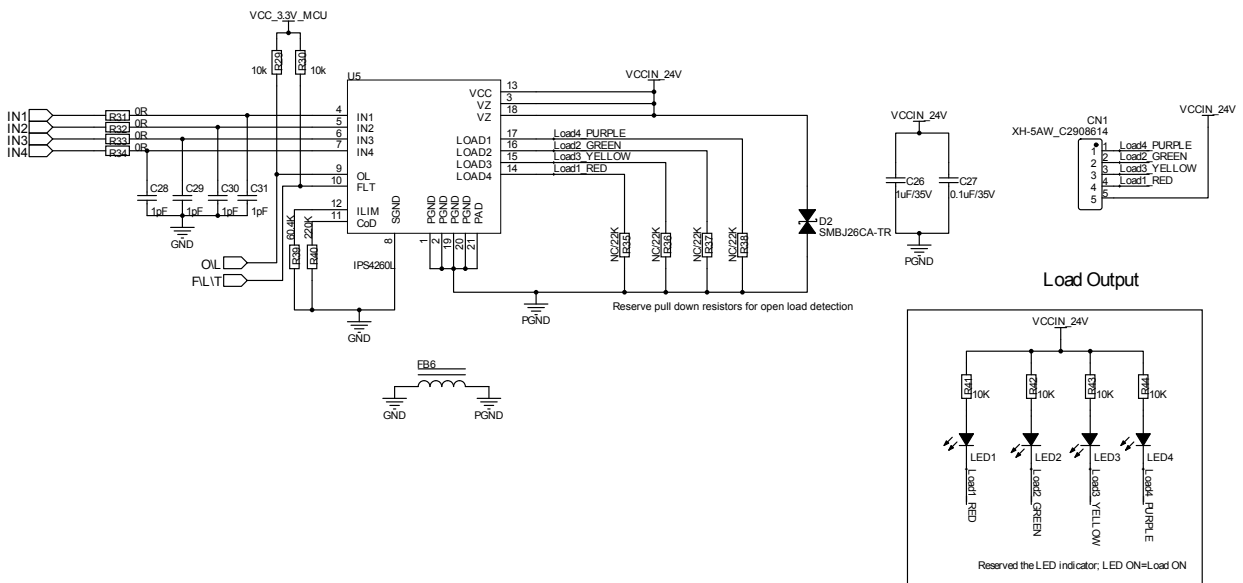 VCC_3.3V_MCU
R29
R30
10k
10k
U5
IN1
IN2
IN3
IN4
R31
R32
R33
R34
0R
0R
0R
0R
4
5
6
7
9
10
12
11
IN1
IN2
IN3
IN4
OL
FLT
ILIM
CoD
SGND
8
IPS4260L
VCC
VZ
VZ
LOAD1
LOAD2
LOAD3
LOAD4
13
3
18
17
16
15
14
PGND
PGND
PGND
PGND
PAD
1
2
19
20
21
C28
C29
C30
C31
1pF
1pF
1pF
1pF
GND
60.4K
R39
220K
R40
GND
O\L
F\L\T
VCCIN_24V
Load4_PURPLE
Load2_GREEN
Load3_YELLOW
Load1_RED
NC/22K
R35
NC/22K
R36
NC/22K
R37
NC/22K
R38
D2
SMBJ26CA-TR
PGND
Reserve pull down resistors for open load detection
FB6
GND
PGND
VCCIN_24V
C26
1uF/35V
C27
0.1uF/35V
PGND
CN1
XH-5AW_C2908614
VCCIN_24V
1
2
3
4
5
1
2
3
4
5
Load4_PURPLE
Load2_GREEN
Load3_YELLOW
Load1_RED
Load Output
VCCIN_24V
R41
10K
R42
10K
R43
10K
R44
10K
LED1
LED2
LED3
LED4
Load1_RED
Load2_GREEN
Load3_YELLOW
Load4_PURPLE
Reserved the LED indicator; LED ON=Load ON